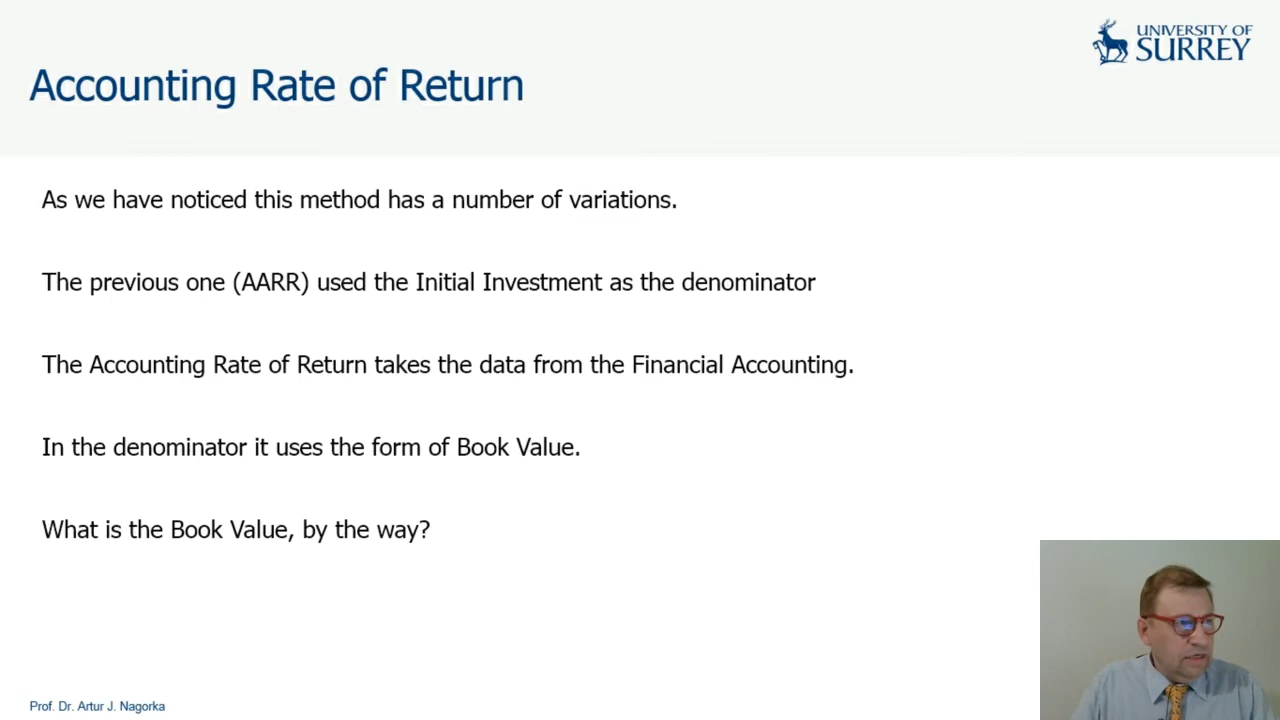 UNIVERSITY OF
SURREY
Accounting Rate of Return
As we have noticed this method has a number of variations.
The previous one (AARR) used the Initial Investment as the denominator
The Accounting Rate of Return takes the data from the Financial Accounting.
In the denominator it uses the form of Book Value.
What is the Book Value, by the way?
Prof. Dr. Artur J. Nagorka